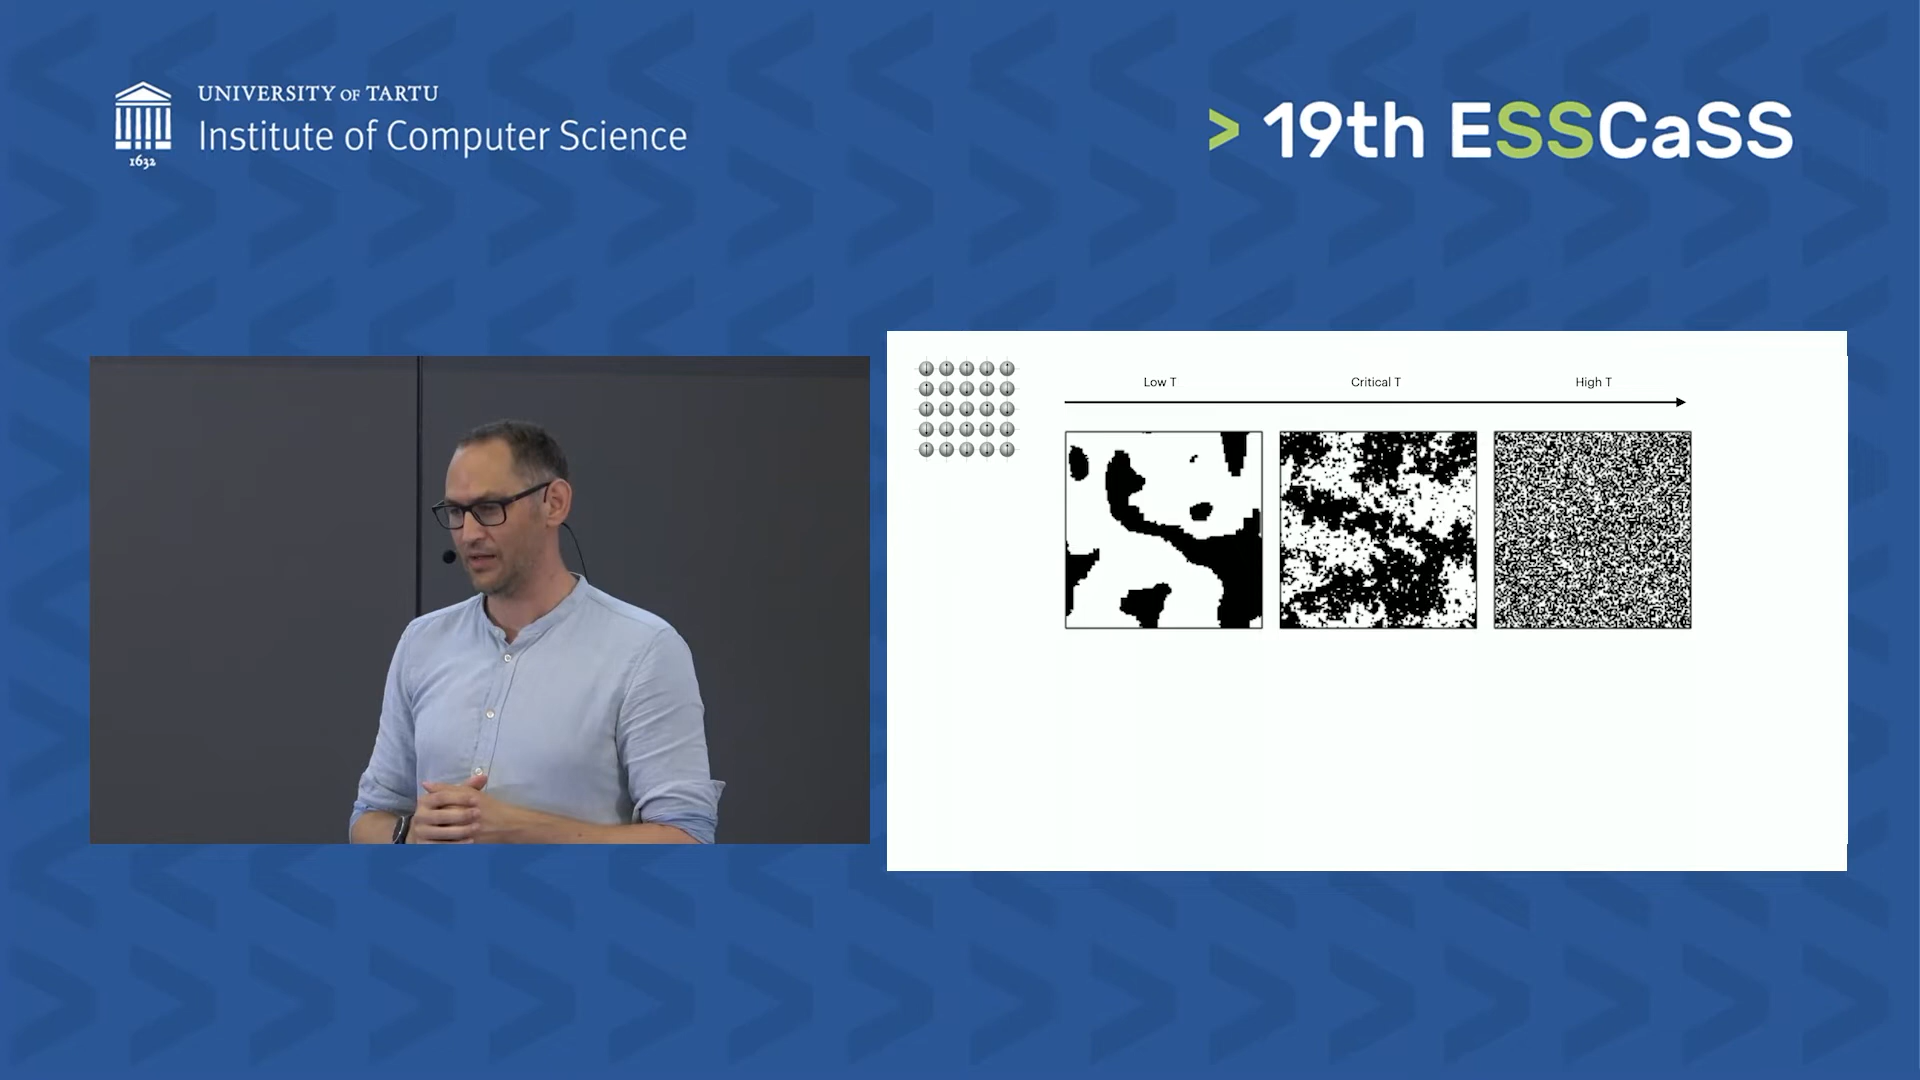 UNIVERSITY OF TARTU
Institute of Computer Science
1632
> 19th ESSCaSS
Low T
Critical T
High T